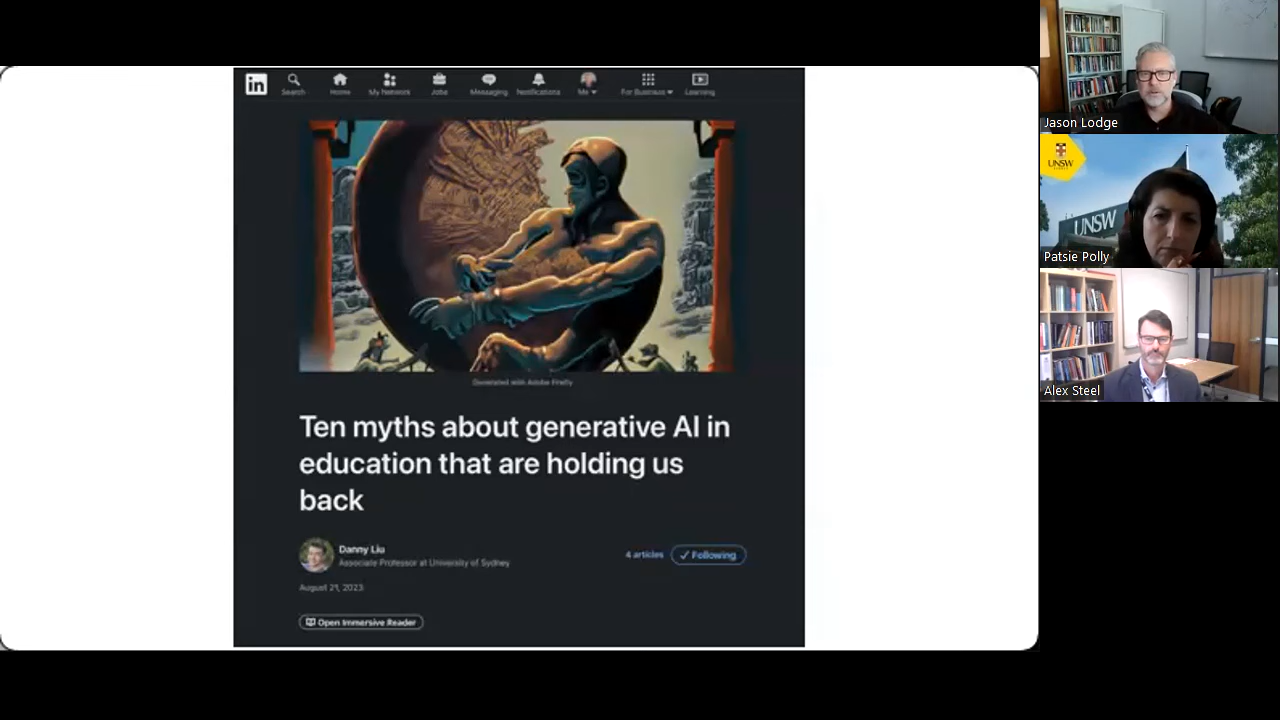 in
Search
Home
My Network
Jobs
Messaging
Notifications
Me
For Business
Learning
Generated with Adobe Firefly
Ten myths about generative AI in
education that are holding us
back
Danny Liu
Associate Professor at University of Sydney
4 articles
Following
August 21, 2023
Open Immersive Reader
Jason Lodge
UNSW
UNSW
Patsie Polly
Alex Steel